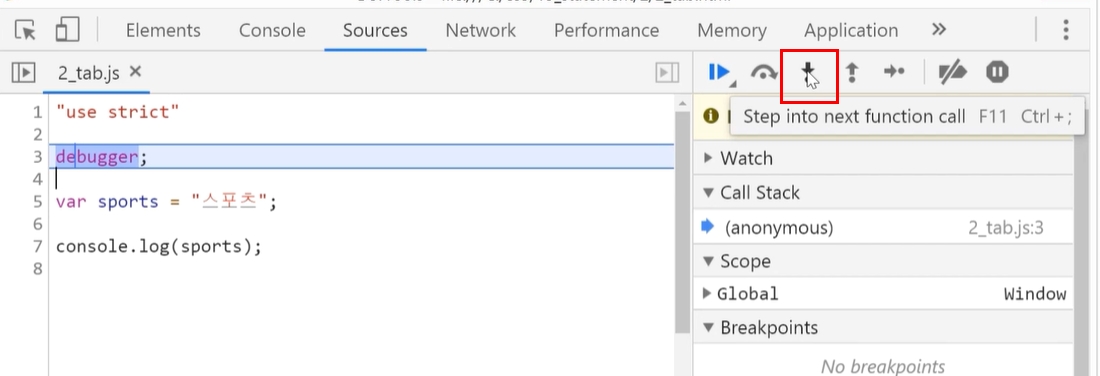 Elements Console Sources Network Performance Memory Application »
2_tab.js ×
1 "use strict"
2
3 debugger;
4
5 var sports = "스포츠";
6
7 console.log(sports);
8
Step into next function call F11 Ctrl + ;
Watch
Call Stack
(anonymous) 2_tab.js:3
Scope
Global Window
Breakpoints
No breakpoints